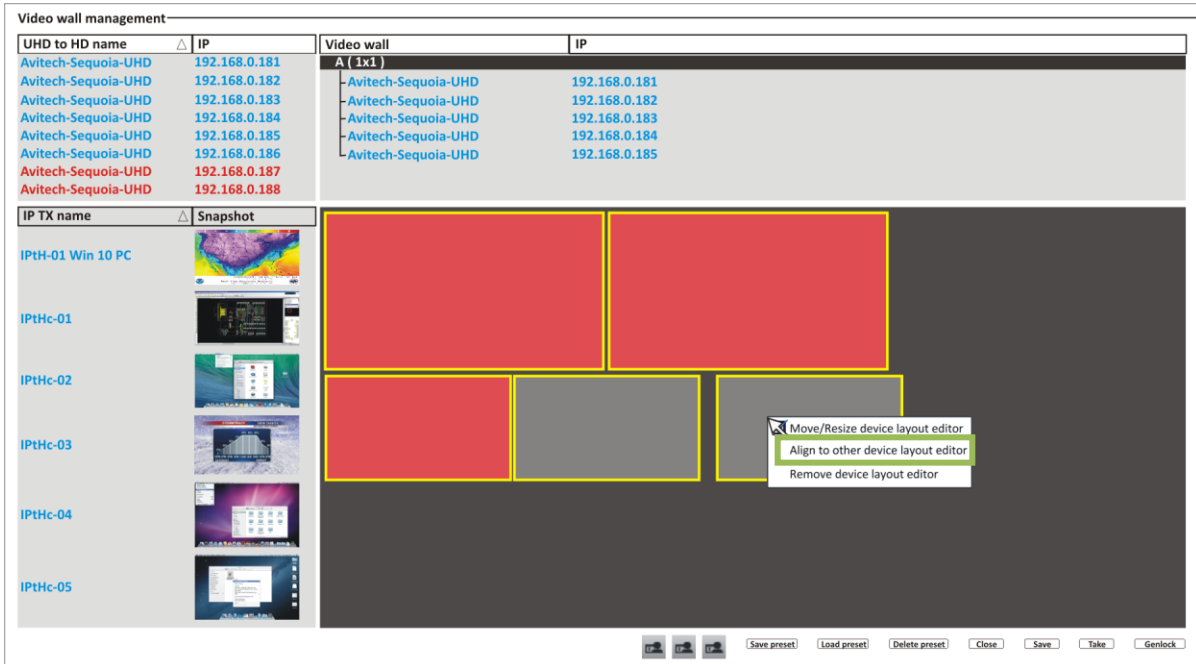 Video wall management
UHD to HD name △ IP
Avitech-Sequoia-UHD 192.168.0.181
Avitech-Sequoia-UHD 192.168.0.182
Avitech-Sequoia-UHD 192.168.0.183
Avitech-Sequoia-UHD 192.168.0.184
Avitech-Sequoia-UHD 192.168.0.185
Avitech-Sequoia-UHD 192.168.0.186
Avitech-Sequoia-UHD 192.168.0.187
Avitech-Sequoia-UHD 192.168.0.188
Video wall IP
A ( 1x1 )
Avitech-Sequoia-UHD 192.168.0.181
Avitech-Sequoia-UHD 192.168.0.182
Avitech-Sequoia-UHD 192.168.0.183
Avitech-Sequoia-UHD 192.168.0.184
Avitech-Sequoia-UHD 192.168.0.185
IP TX name △ Snapshot
IPtH-01 Win 10 PC
IPtHc-01
IPtHc-02
IPtHc-03
IPtHc-04
IPtHc-05
Move/Resize device layout editor
Align to other device layout editor
Remove device layout editor
Save preset Load preset Delete preset Close Save Take Genlock